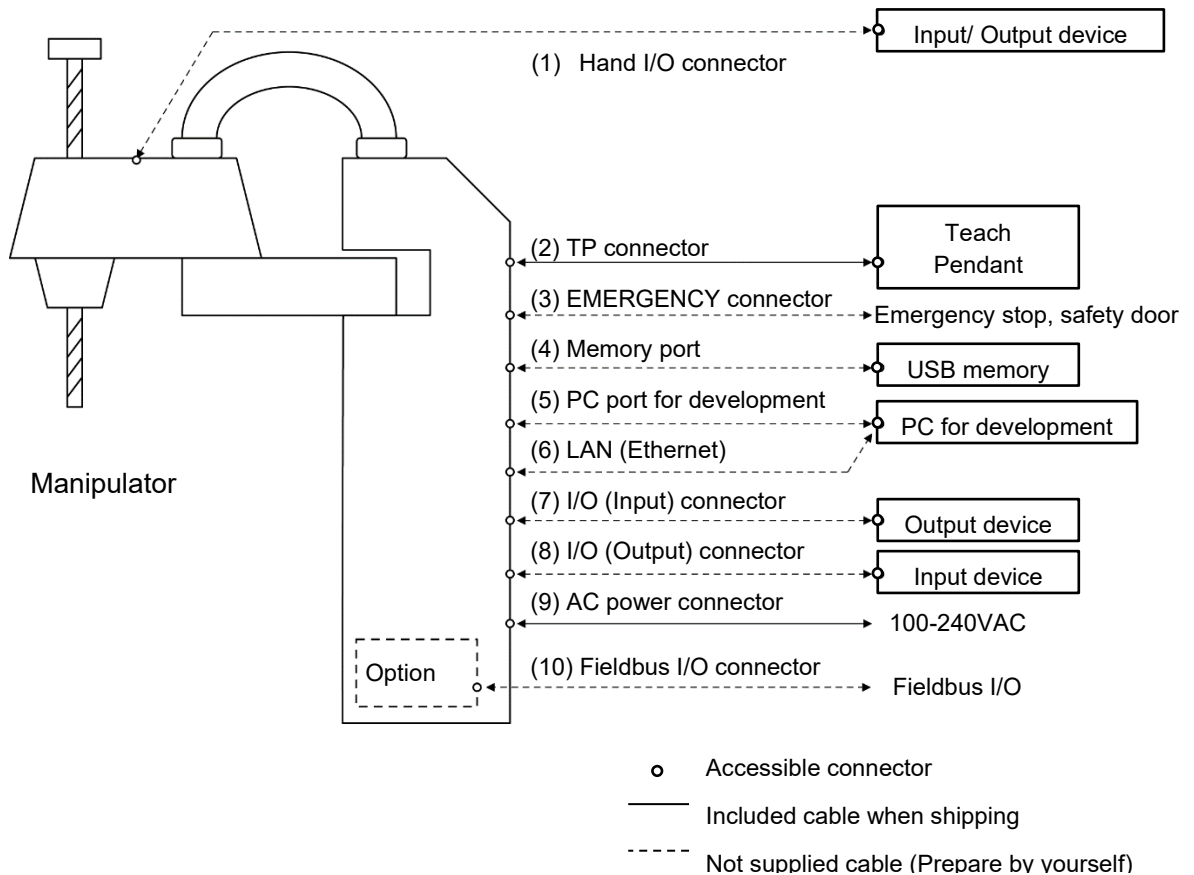 Input/ Output device
(1) Hand I/O connector
(2) TP connector
Teach
Pendant
(3) EMERGENCY connector
Emergency stop, safety door
(4) Memory port
USB memory
(5) PC port for development
PC for development
(6) LAN (Ethernet)
Manipulator
(7) I/O (Input) connector
Output device
(8) I/O (Output) connector
Input device
(9) AC power connector
100-240VAC
Option
(10) Fieldbus I/O connector
Fieldbus I/O
Accessible connector
Included cable when shipping
Not supplied cable (Prepare by yourself)